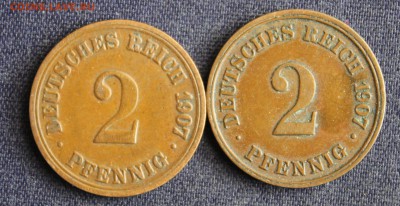 DEUTSCHES REICH 1907
2
· PFENNIG ·
DEUTSCHES REICH 1907
2
· PFENNIG ·